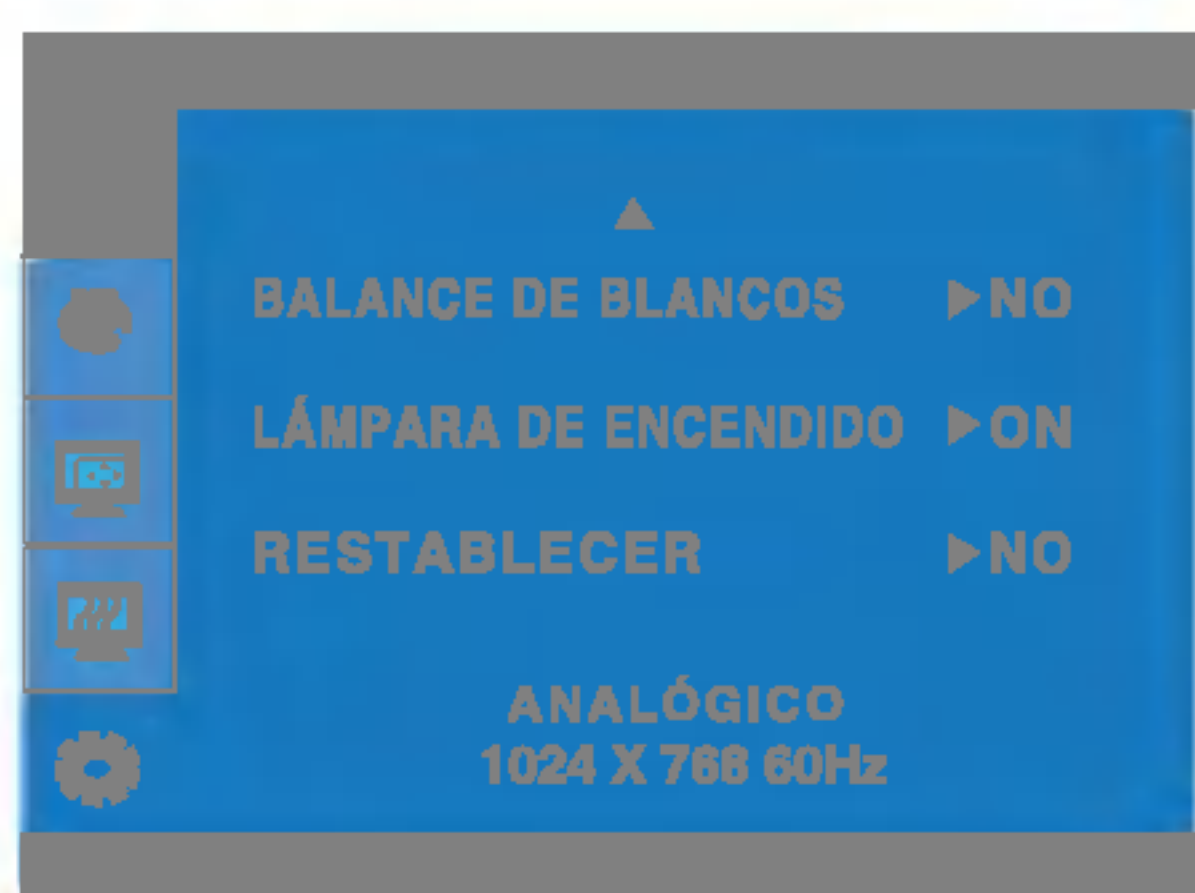 BALANCE DE BLANCOS ▶NO
LÁMPARA DE ENCENDIDO ▶ON
RESTABLECER ▶NO
ANALÓGICO
1024 X 768 60Hz